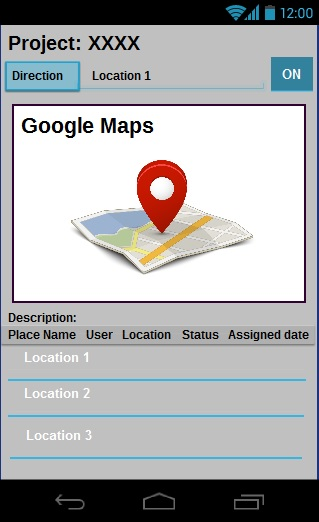 12:00
Project: XXXX
Direction Location 1 ON
Google Maps
Description:
Place Name User Location Status Assigned date
Location 1
Location 2
Location 3